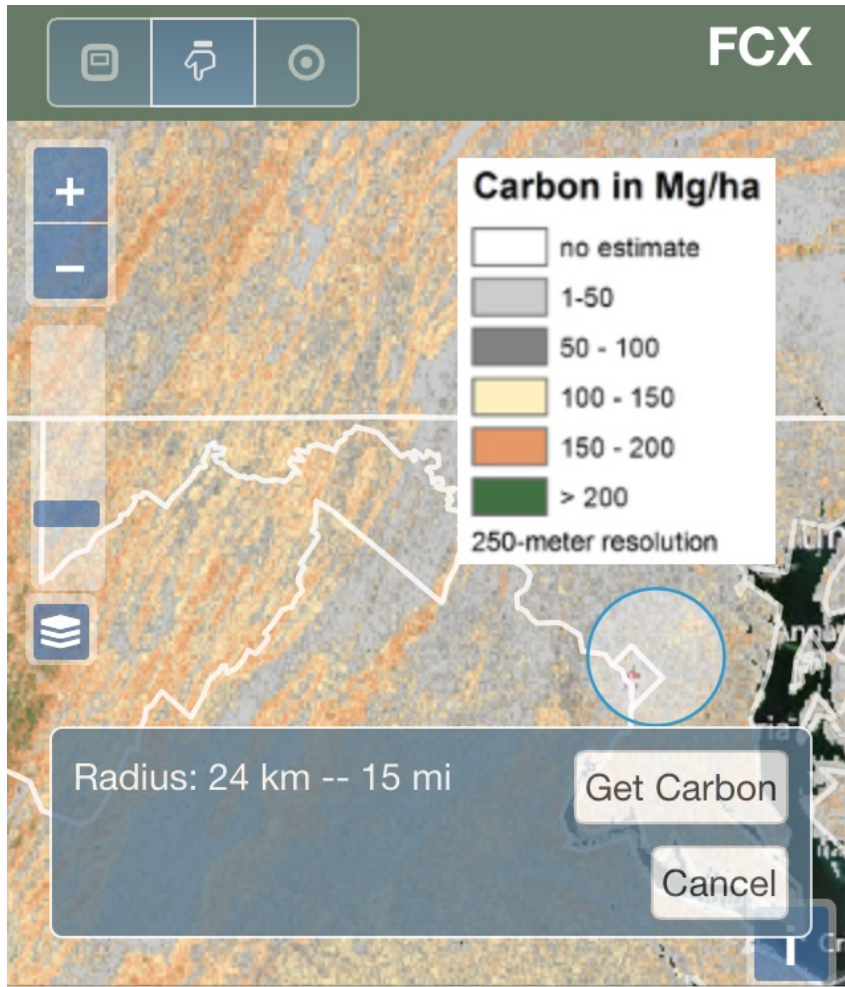 FCX
+
−
Carbon in Mg/ha
no estimate
1-50
50 - 100
100 - 150
150 - 200
> 200
250-meter resolution
Radius: 24 km -- 15 mi
Get Carbon
Cancel
i